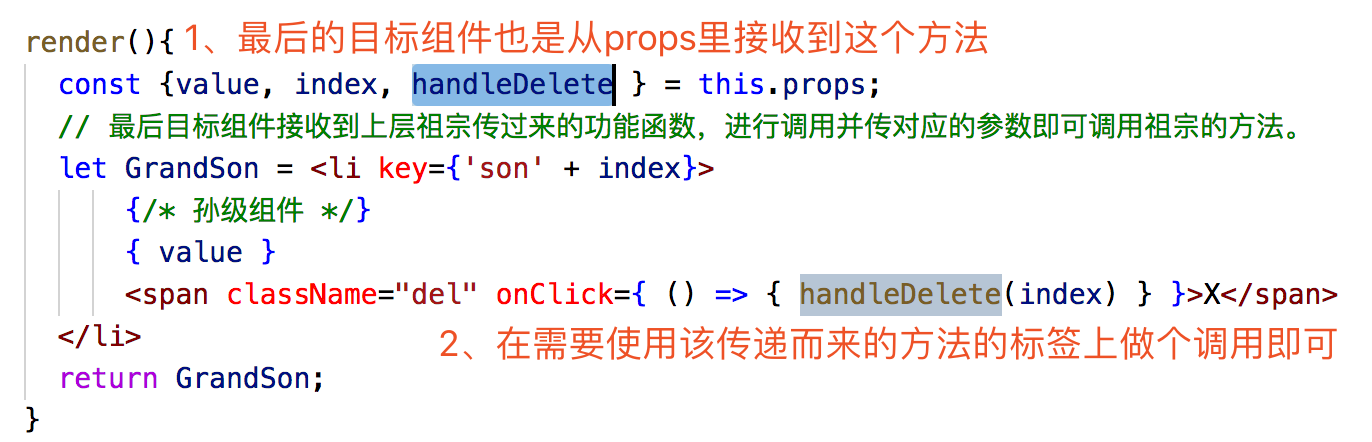 render(){ 1、最后的目标组件也是从props里接收到这个方法
const {value, index, handleDelete } = this.props;
// 最后目标组件接收到上层祖宗传过来的功能函数，进行调用并传对应的参数即可调用祖宗的方法。
let GrandSon = <li key={'son' + index}>
{/* 孙级组件 */}
{ value }
<span className="del" onClick={ () => { handleDelete(index) } }>X</span>
</li>
2、在需要使用该传递而来的方法的标签上做个调用即可
return GrandSon;
}